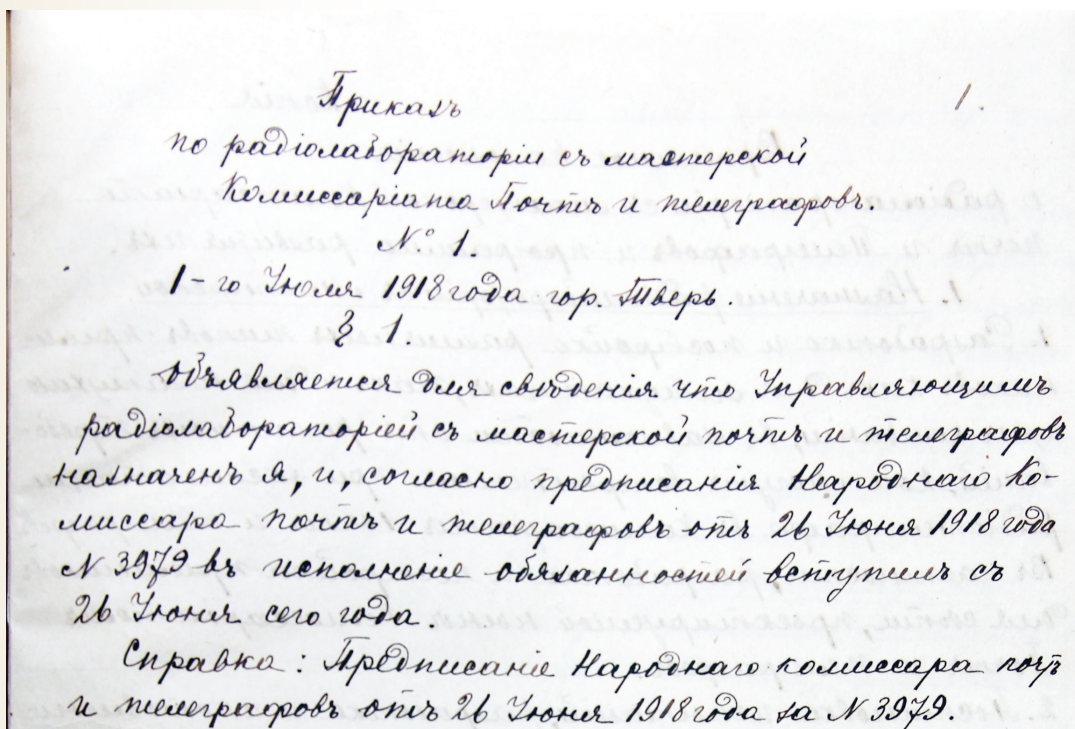 Приказъ
1.
по радіолабораторіи съ мастерской
Комиссаріата Почтъ и телеграфовъ.
№ 1.
1-го Іюля 1918 года гор. Тверь.
§ 1.
Объявляется для свѣдѣнія что Управляющимъ
радіолабораторіей съ мастерской почтъ и телеграфовъ
назначенъ я, и, согласно предписанія Народнаго Ко-
миссара почтъ и телеграфовъ отъ 26 Іюня 1918 года
№ 3979 въ исполненіе обязанностей вступилъ съ
26 Іюня сего года.
Справка: Предписаніе Народнаго комиссара почтъ
и телеграфовъ отъ 26 Іюня 1918 года за № 3979.